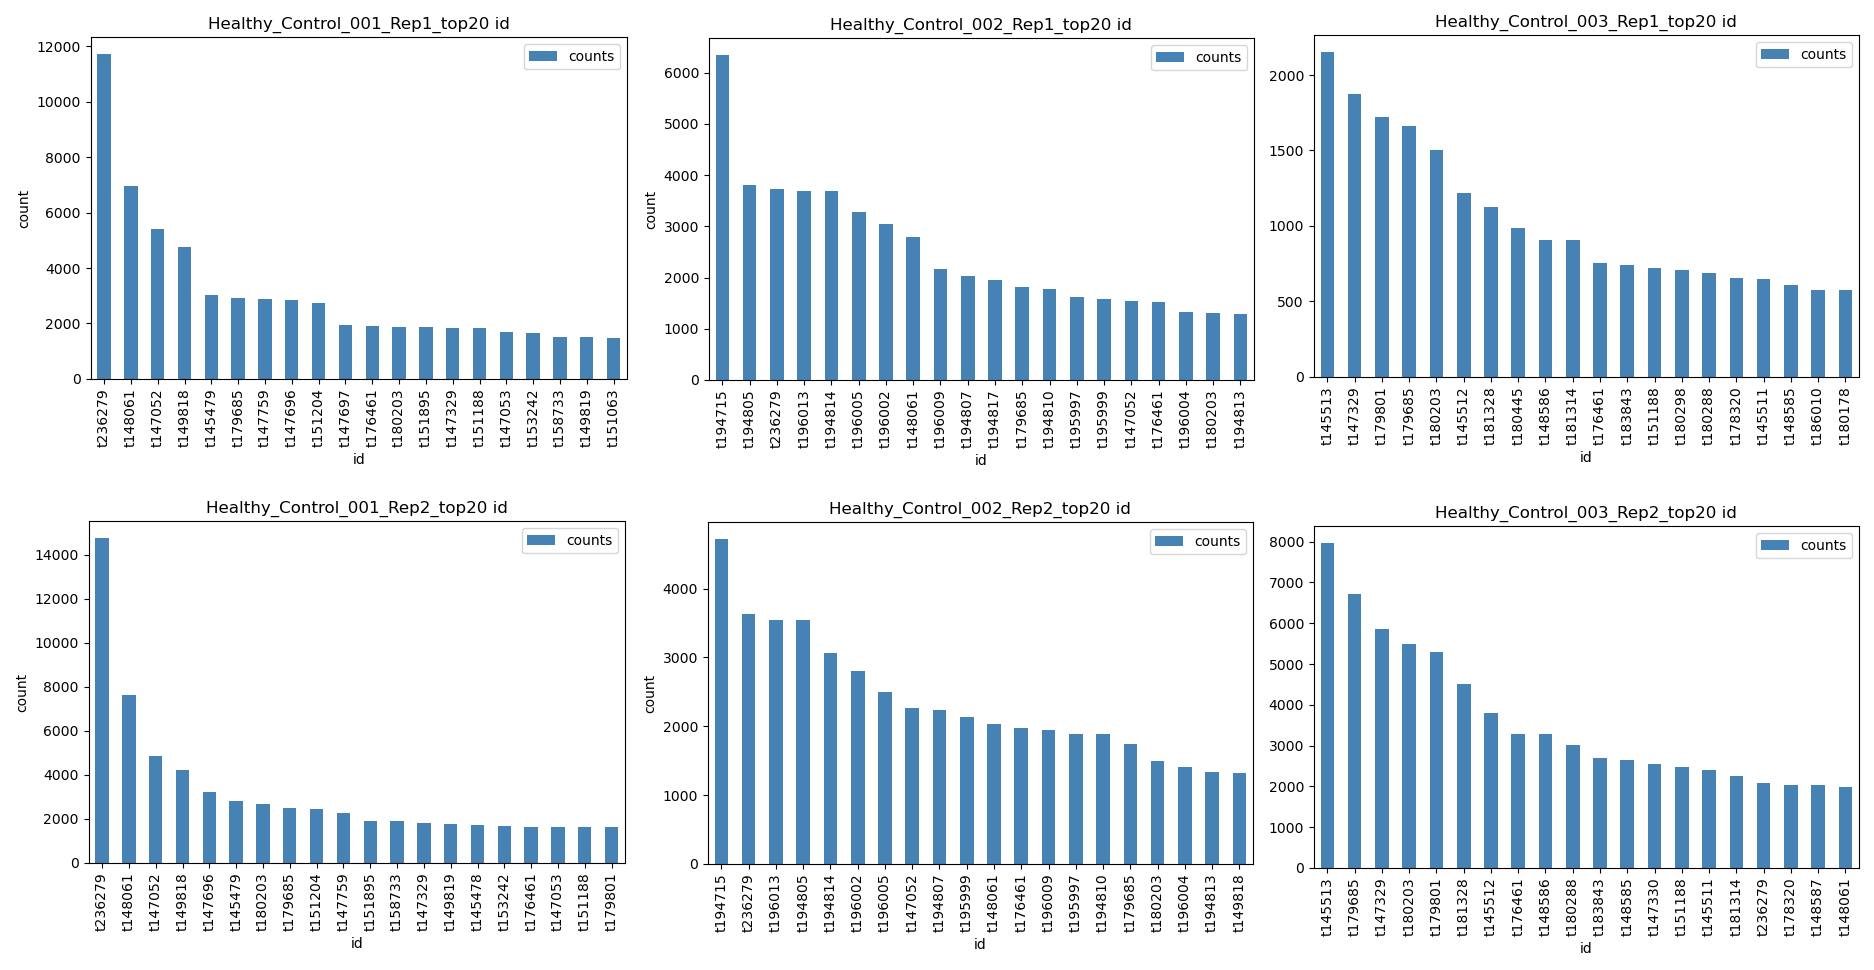 Healthy_Control_001_Rep1_top20 id
counts
12000
10000
8000
6000
4000
2000
0
count
t236279 t148061 t147052 t149818 t145479 t179685 t147759 t147696 t151204 t147697 t176461 t180203 t151895 t147329 t151188 t147053 t153242 t158733 t149819 t151063
id
Healthy_Control_002_Rep1_top20 id
counts
6000
5000
4000
3000
2000
1000
0
count
t194715 t194805 t236279 t196013 t194814 t196005 t196002 t148061 t196009 t194807 t194817 t179685 t194810 t195997 t195999 t147052 t176461 t196004 t180203 t194813
id
Healthy_Control_003_Rep1_top20 id
counts
2000
1500
1000
500
0
t145513 t147329 t179801 t179685 t180203 t145512 t181328 t180445 t148586 t181314 t176461 t183843 t151188 t180298 t180288 t178320 t145511 t148585 t186010 t180178
id
Healthy_Control_001_Rep2_top20 id
counts
14000
12000
10000
8000
6000
4000
2000
0
count
t236279 t148061 t147052 t149818 t147696 t145479 t180203 t179685 t151204 t147759 t151895 t158733 t147329 t149819 t145478 t153242 t176461 t147053 t151188 t179801
id
Healthy_Control_002_Rep2_top20 id
counts
4000
3000
2000
1000
0
count
t194715 t236279 t196013 t194805 t194814 t196002 t196005 t147052 t194807 t195999 t148061 t176461 t196009 t195997 t194810 t179685 t180203 t196004 t194813 t149818
id
Healthy_Control_003_Rep2_top20 id
counts
8000
7000
6000
5000
4000
3000
2000
1000
0
t145513 t179685 t147329 t180203 t179801 t181328 t145512 t176461 t148586 t180288 t183843 t148585 t147330 t151188 t145511 t181314 t236279 t178320 t148587 t148061
id